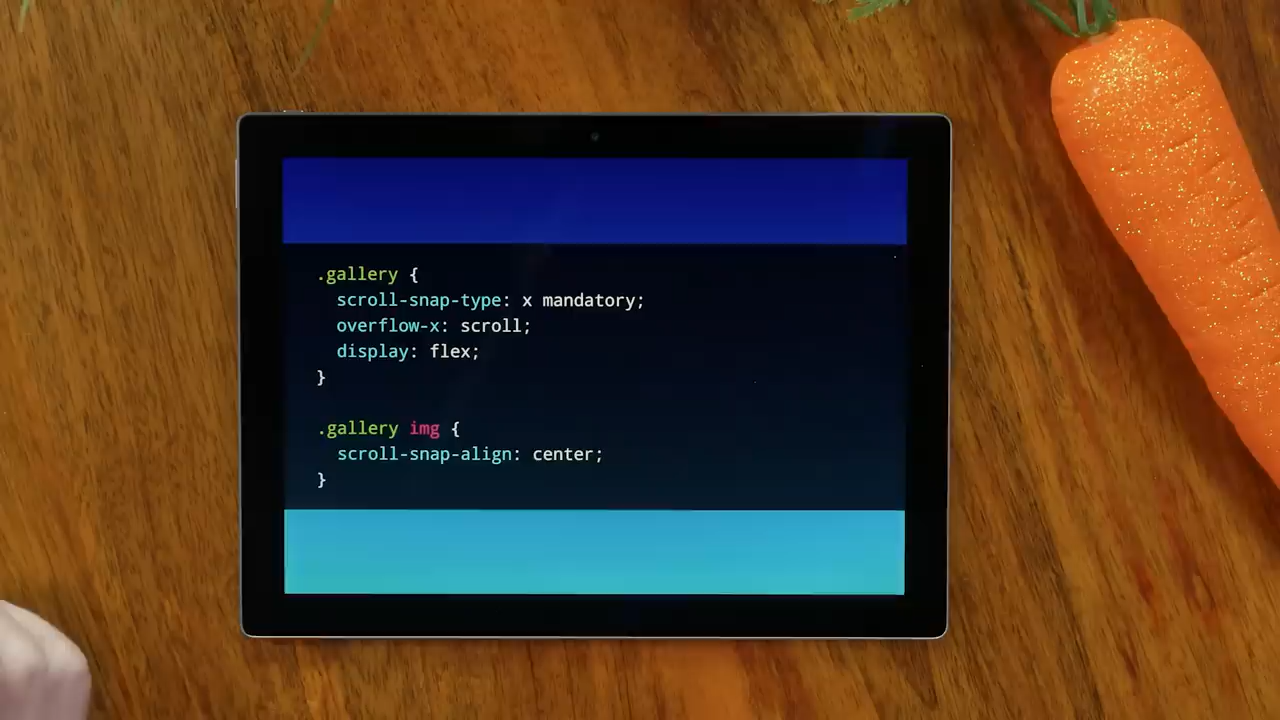 .gallery {
  scroll-snap-type: x mandatory;
  overflow-x: scroll;
  display: flex;
}

.gallery img {
  scroll-snap-align: center;
}